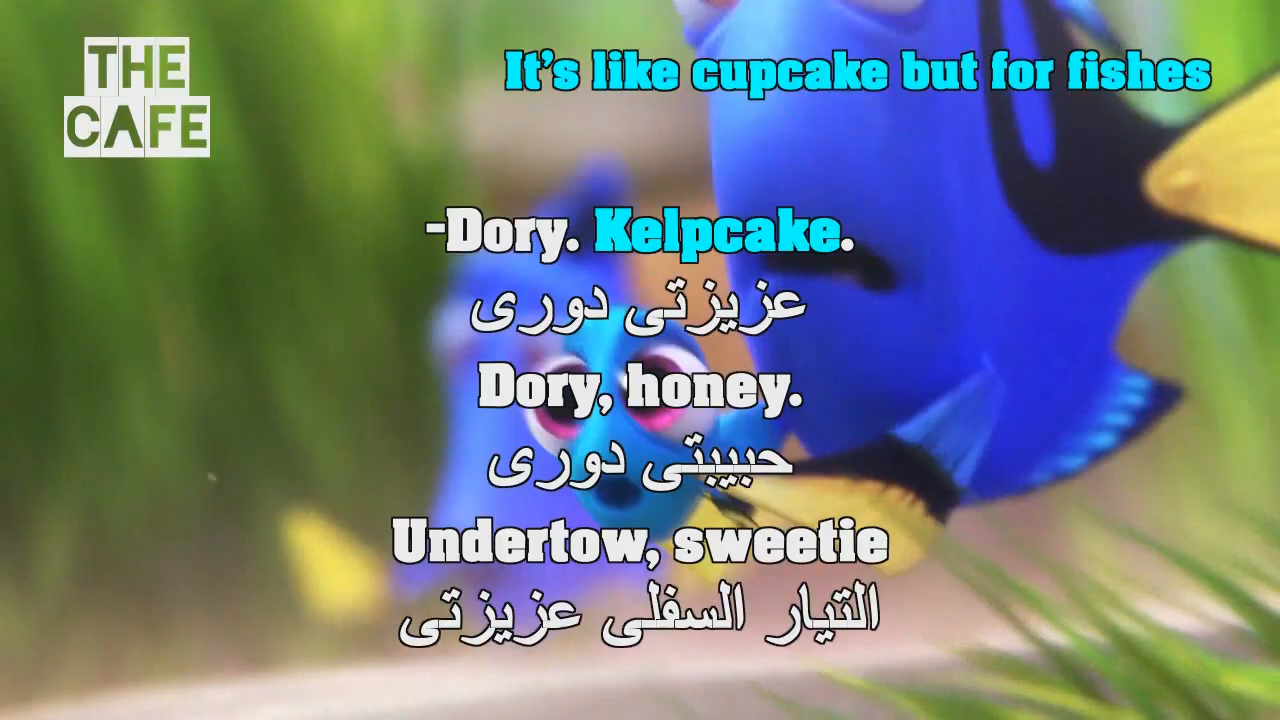 THE
CAFE
It's like cupcake but for fishes
-Dory. Kelpcake.
عزيزتى دورى
Dory, honey.
حبيبتى دورى
Undertow, sweetie
التيار السفلى عزيزتى